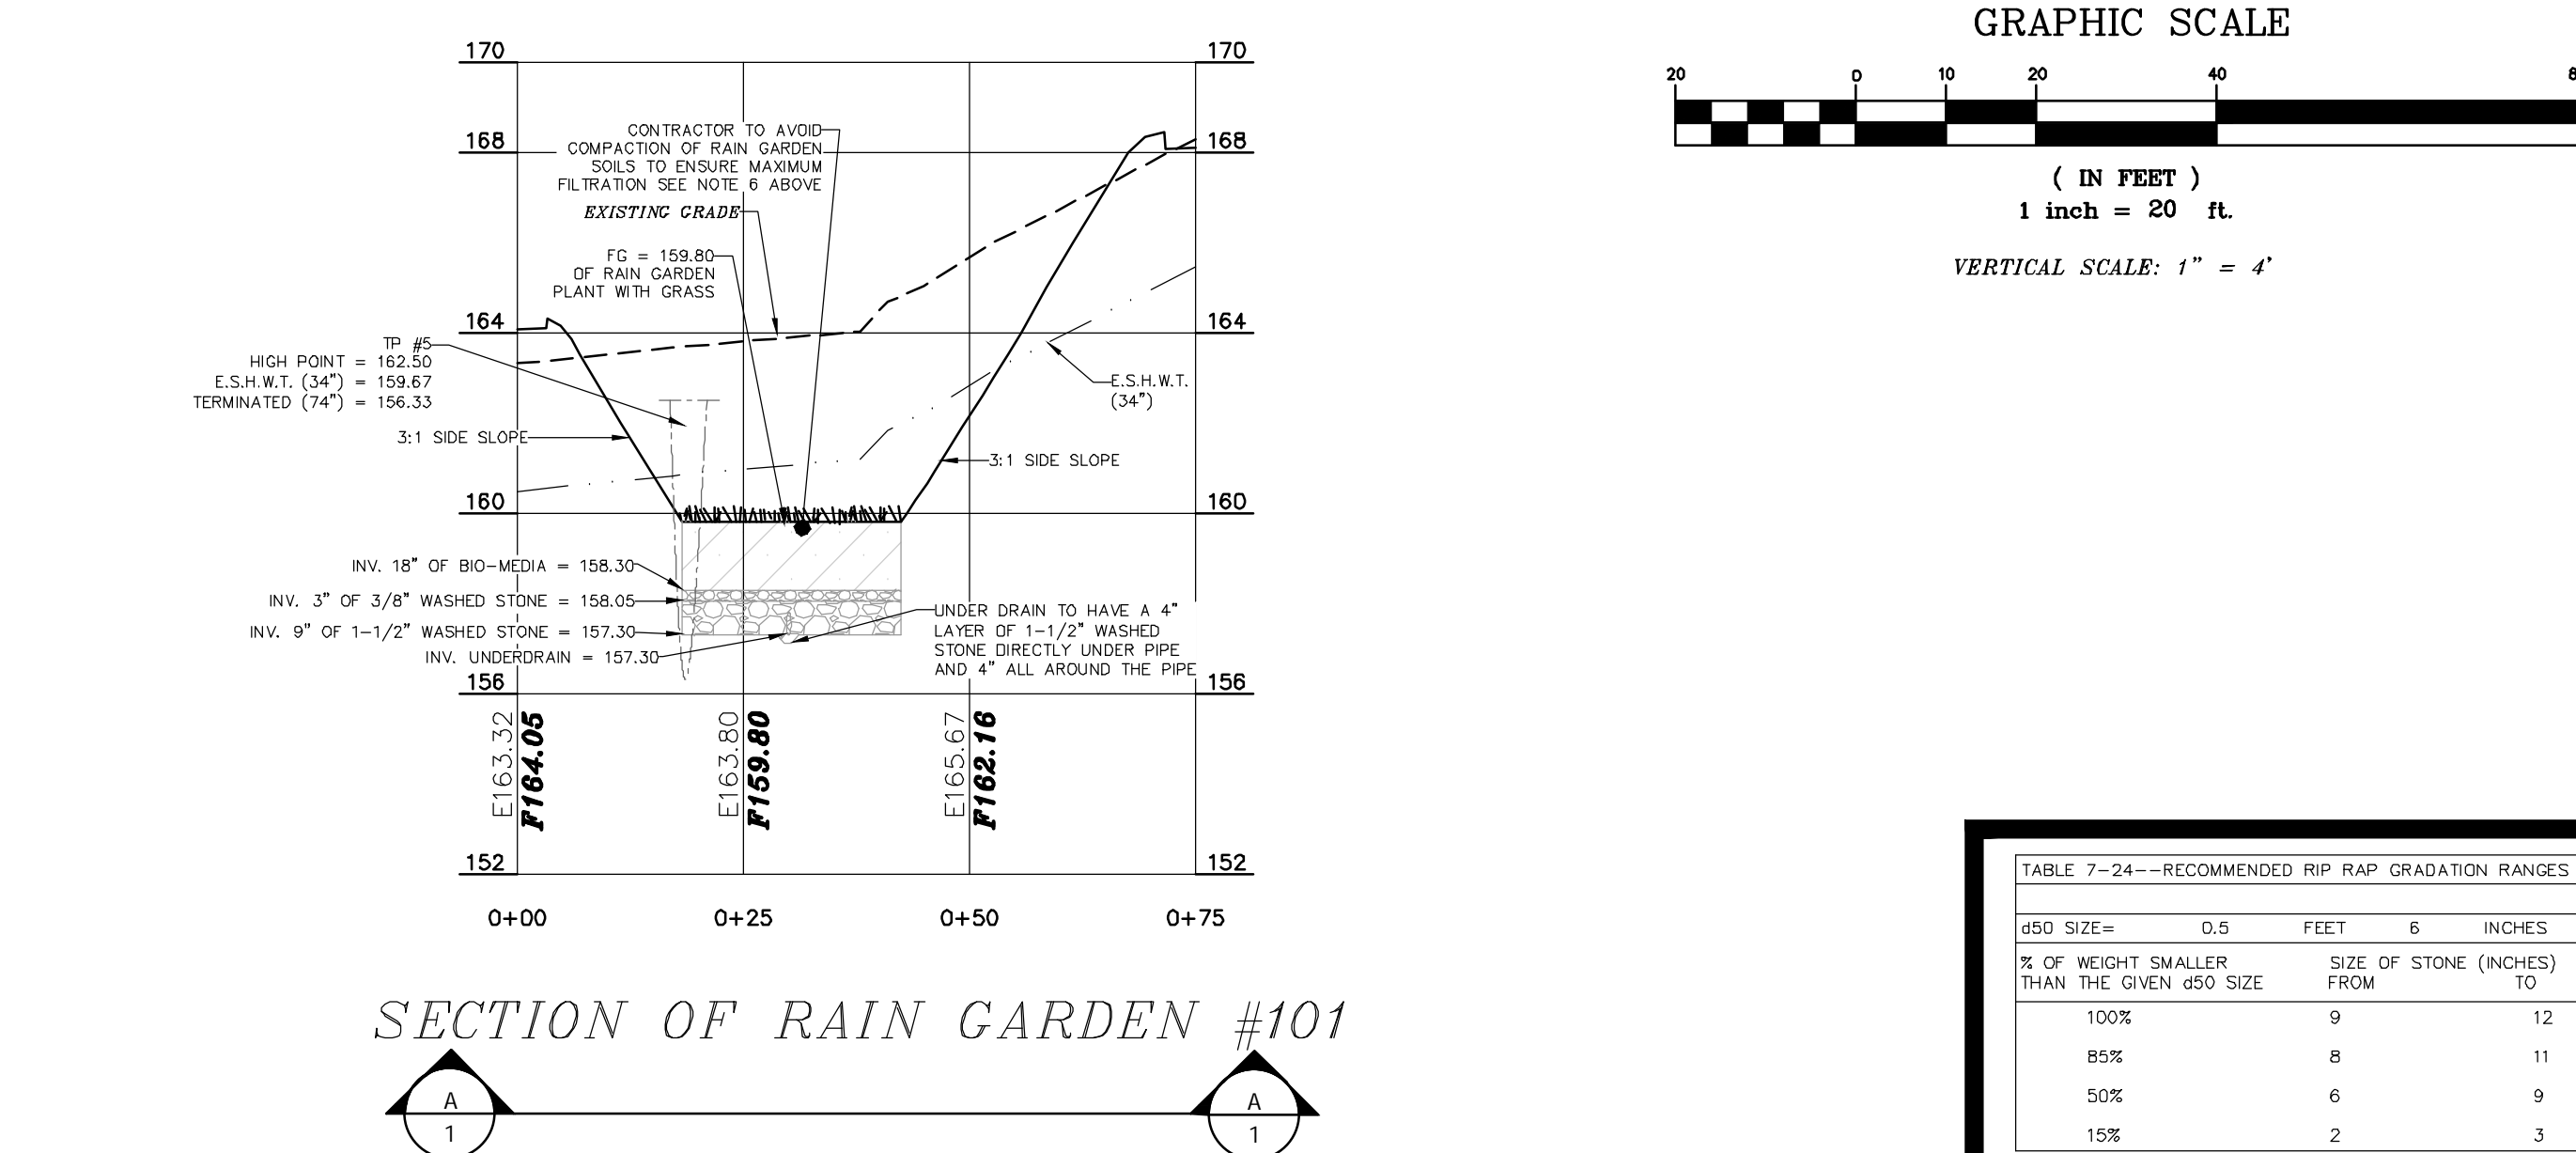 170
170
168
168
CONTRACTOR TO AVOID
COMPACTION OF RAIN GARDEN
SOILS TO ENSURE MAXIMUM
FILTRATION SEE NOTE 6 ABOVE
EXISTING GRADE
FG = 159.80
OF RAIN GARDEN
PLANT WITH GRASS
164
164
TP #5
HIGH POINT = 162.50
E.S.H.W.T. (34") = 159.67
TERMINATED (74") = 156.33
3:1 SIDE SLOPE
E.S.H.W.T.
(34")
3:1 SIDE SLOPE
160
160
INV. 18" OF BIO-MEDIA = 158.30
INV. 3" OF 3/8" WASHED STONE = 158.05
INV. 9" OF 1-1/2" WASHED STONE = 157.30
INV. UNDERDRAIN = 157.30
UNDER DRAIN TO HAVE A 4"
LAYER OF 1-1/2" WASHED
STONE DIRECTLY UNDER PIPE
AND 4" ALL AROUND THE PIPE
156
156
E163.32
F164.05
E163.80
F159.80
E165.67
F162.16
152
152
0+00 0+25 0+50 0+75
SECTION OF RAIN GARDEN #101
A
1
A
1
GRAPHIC SCALE
20 0 10 20 40
( IN FEET )
1 inch = 20 ft.
VERTICAL SCALE: 1" = 4'
TABLE 7-24--RECOMMENDED RIP RAP GRADATION RANGES
d50 SIZE= 0.5 FEET 6 INCHES
% OF WEIGHT SMALLER SIZE OF STONE (INCHES)
THAN THE GIVEN d50 SIZE FROM TO
100% 9 12
85% 8 11
50% 6 9
15% 2 3